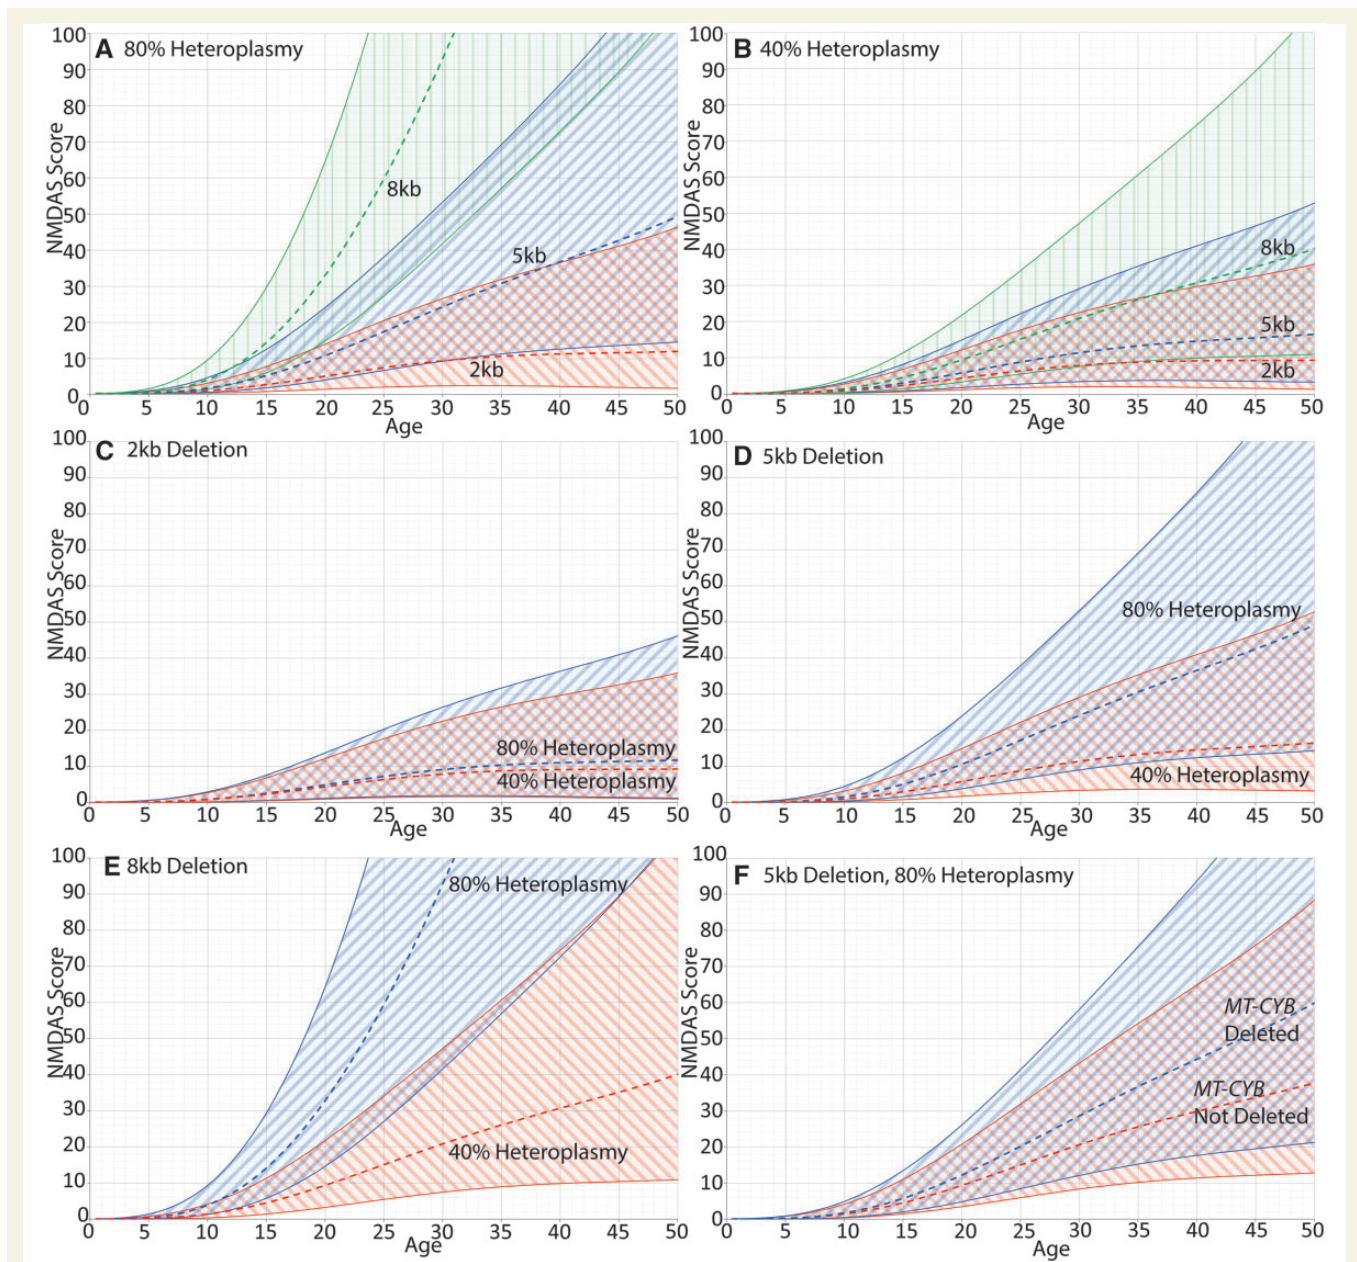 A 80% Heteroplasmy
100
90
80
70
60
50
40
30
20
10
0
NMDAS Score
8kb
5kb
2kb
0 5 10 15 20 25 30 35 40 45 50
Age
B 40% Heteroplasmy
100
90
80
70
60
50
40
30
20
10
0
NMDAS Score
8kb
5kb
2kb
0 5 10 15 20 25 30 35 40 45 50
Age
C 2kb Deletion
100
90
80
70
60
50
40
30
20
10
0
NMDAS Score
80% Heteroplasmy
40% Heteroplasmy
0 5 10 15 20 25 30 35 40 45 50
Age
D 5kb Deletion
100
90
80
70
60
50
40
30
20
10
0
NMDAS Score
80% Heteroplasmy
40% Heteroplasmy
0 5 10 15 20 25 30 35 40 45 50
Age
E 8kb Deletion
100
90
80
70
60
50
40
30
20
10
0
NMDAS Score
80% Heteroplasmy
40% Heteroplasmy
0 5 10 15 20 25 30 35 40 45 50
Age
F 5kb Deletion, 80% Heteroplasmy
100
90
80
70
60
50
40
30
20
10
0
NMDAS Score
MT-CYB
Deleted
MT-CYB
Not Deleted
0 5 10 15 20 25 30 35 40 45 50
Age